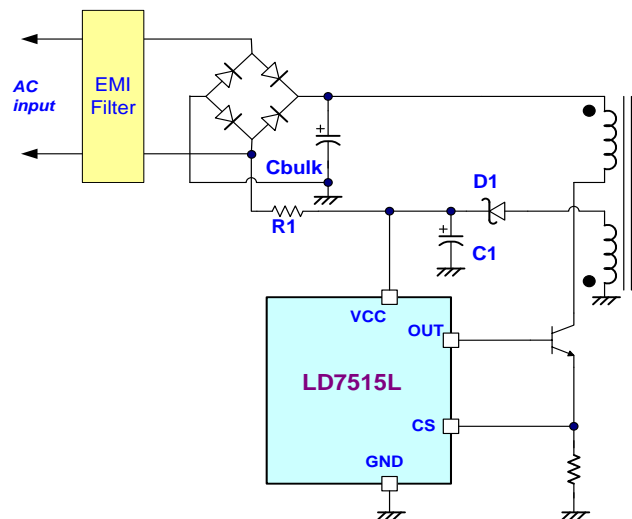 AC
input
EMI
Filter
+
Cbulk
D1
R1
+
C1
VCC
OUT
LD7515L
CS
GND